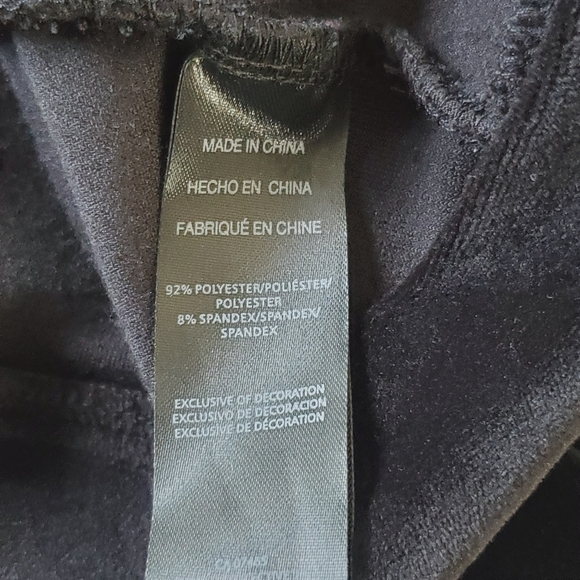 MADE IN CHINA
HECHO EN CHINA
FABRIQUÉ EN CHINE
92% POLYESTER/POLIÉSTER/
POLYESTER
8% SPANDEX/SPANDEX/
SPANDEX
EXCLUSIVE OF DECORATION
EXCLUSIVO DE DECORACION
EXCLUSIVE DE DÉCORATION